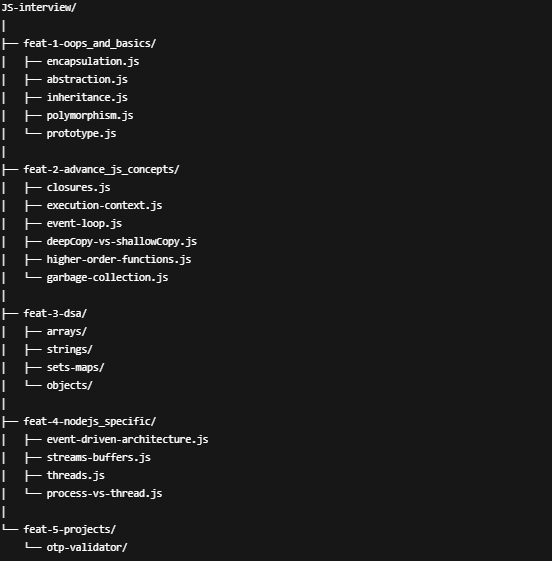 JS-interview/
│
├── feat-1-oops_and_basics/
│   ├── encapsulation.js
│   ├── abstraction.js
│   ├── inheritance.js
│   ├── polymorphism.js
│   └── prototype.js
│
├── feat-2-advance_js_concepts/
│   ├── closures.js
│   ├── execution-context.js
│   ├── event-loop.js
│   ├── deepCopy-vs-shallowCopy.js
│   ├── higher-order-functions.js
│   └── garbage-collection.js
│
├── feat-3-dsa/
│   ├── arrays/
│   ├── strings/
│   ├── sets-maps/
│   └── objects/
│
├── feat-4-nodejs_specific/
│   ├── event-driven-architecture.js
│   ├── streams-buffers.js
│   ├── threads.js
│   └── process-vs-thread.js
│
└── feat-5-projects/
    └── otp-validator/